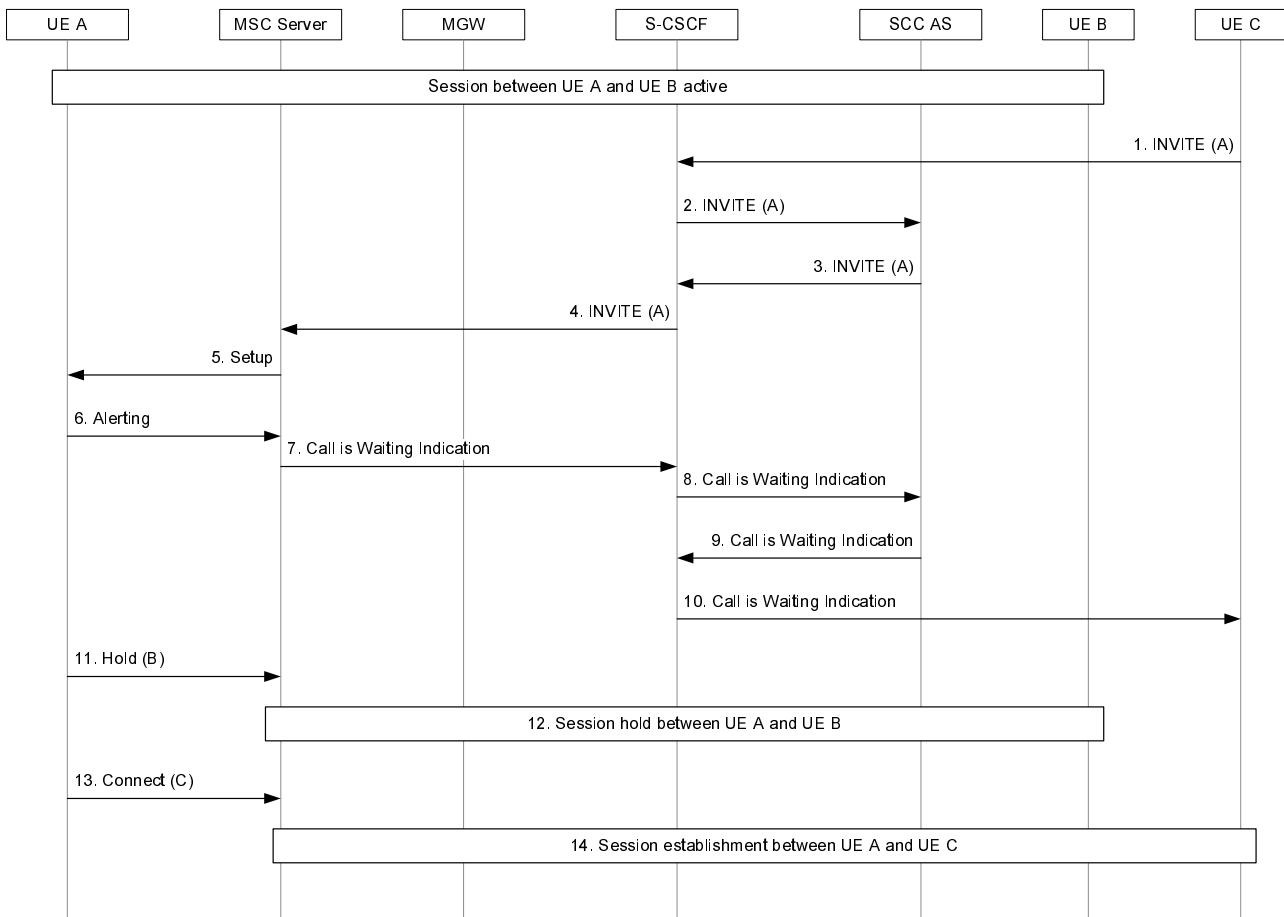 UE A
MSC Server
MGW
S-CSCF
SCC AS
UE B
UE C
Session between UE A and UE B active
1. INVITE (A)
2. INVITE (A)
3. INVITE (A)
4. INVITE (A)
5. Setup
6. Alerting
7. Call is Waiting Indication
8. Call is Waiting Indication
9. Call is Waiting Indication
10. Call is Waiting Indication
11. Hold (B)
12. Session hold between UE A and UE B
13. Connect (C)
14. Session establishment between UE A and UE C